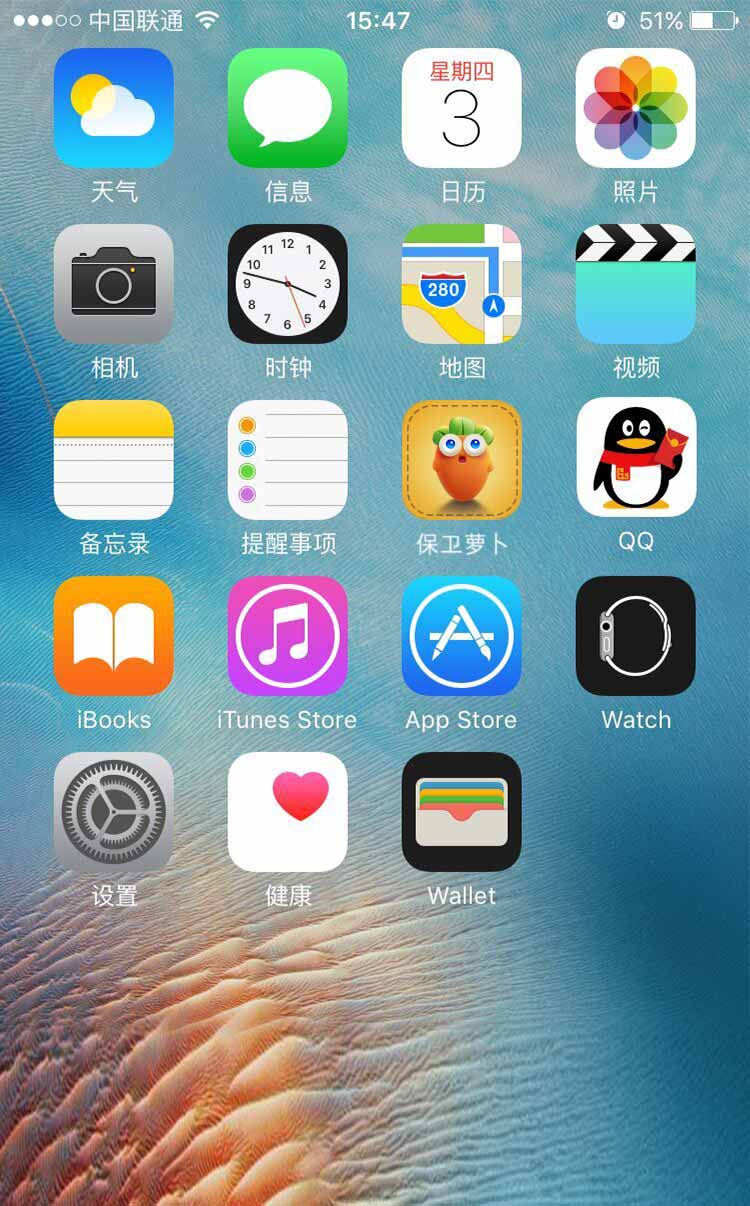 中国联通 15:47 51%
星期四
3
12
11 1
10 2
9 3
8 4
7 5
6
280
天气 信息 日历 照片
相机 时钟 地图 视频
备忘录 提醒事项 保卫萝卜 QQ
iBooks iTunes Store App Store Watch
设置 健康 Wallet